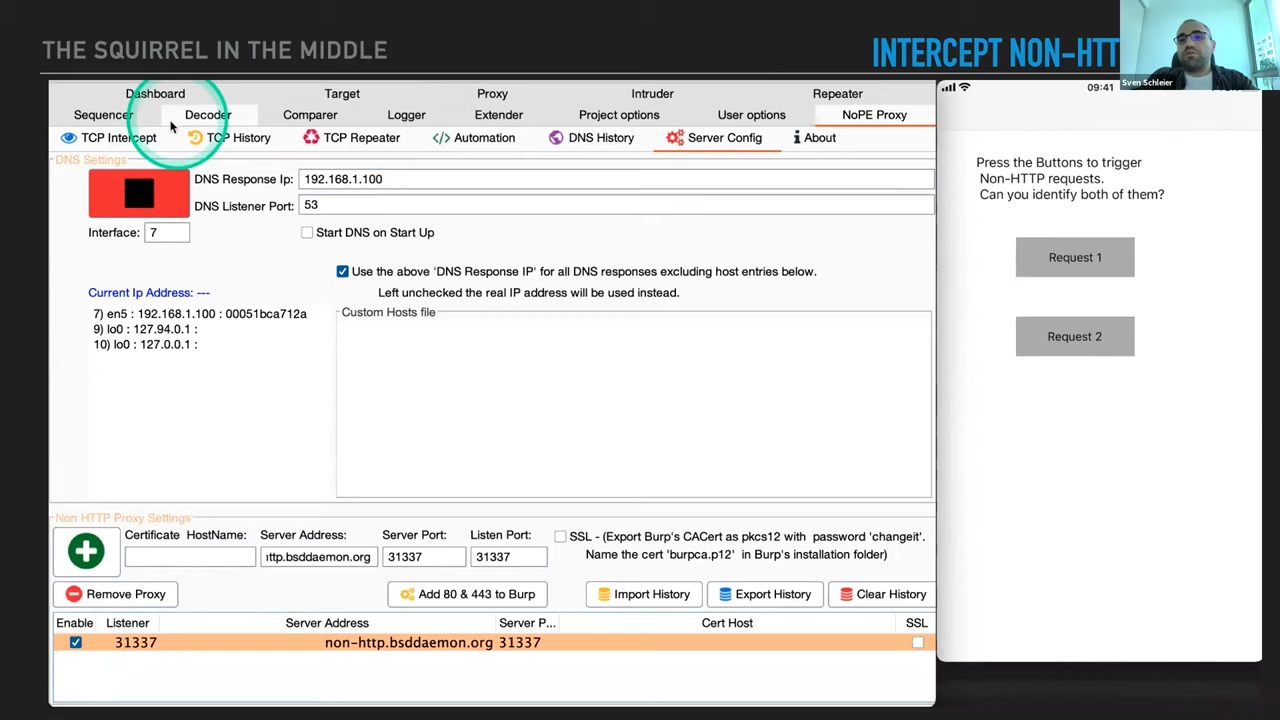 THE SQUIRREL IN THE MIDDLE
INTERCEPT NON-HTT
Sven Schleier
Dashboard Target Proxy Intruder Repeater
Sequencer Decoder Comparer Logger Extender Project options User options NoPE Proxy
TCP Intercept TCP History TCP Repeater </> Automation DNS History Server Config About
DNS Settings
DNS Response Ip: 192.168.1.100
DNS Listener Port: 53
Interface: 7 Start DNS on Start Up
Use the above 'DNS Response IP' for all DNS responses excluding host entries below.
Current Ip Address: --- Left unchecked the real IP address will be used instead.
Custom Hosts file
7) en5 : 192.168.1.100 : 00051bca712a
9) lo0 : 127.94.0.1 :
10) lo0 : 127.0.0.1 :
Non HTTP Proxy Settings
Certificate HostName: Server Address: Server Port: Listen Port: SSL - (Export Burp's CACert as pkcs12 with password 'changeit'.
ttp.bsddaemon.org 31337 31337 Name the cert 'burpca.p12' in Burp's installation folder)
Remove Proxy Add 80 & 443 to Burp Import History Export History Clear History
Enable Listener Server Address Server P... Cert Host SSL
31337 non-http.bsddaemon.org 31337
09:41
Press the Buttons to trigger
Non-HTTP requests.
Can you identify both of them?
Request 1
Request 2